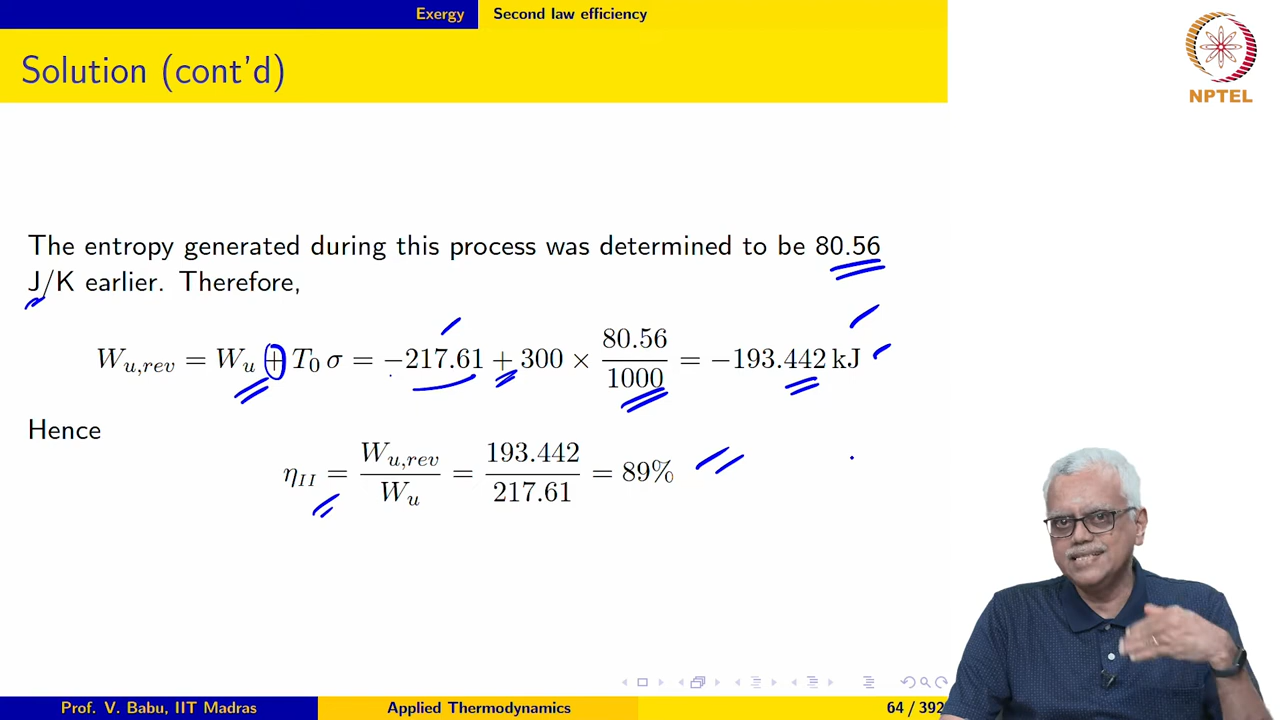 Exergy Second law efficiency
Solution (cont'd)
NPTEL
The entropy generated during this process was determined to be 80.56
J/K earlier. Therefore,
W_{u,rev} = W_u + T_0 σ = −217.61 + 300 × 80.56/1000 = −193.442 kJ
Hence
η_{II} = W_{u,rev}/W_u = 193.442/217.61 = 89%
Prof. V. Babu, IIT Madras Applied Thermodynamics 64 / 392